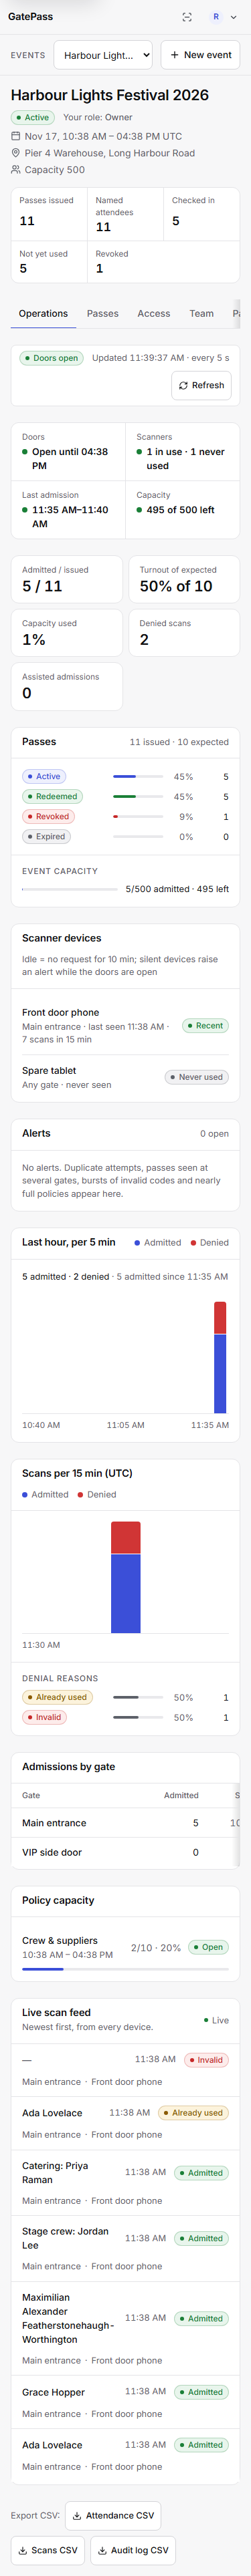 GatePass
R
EVENTS
Harbour Light...
New event
Harbour Lights Festival 2026
Active Your role: Owner
Nov 17, 10:38 AM – 04:38 PM UTC
Pier 4 Warehouse, Long Harbour Road
Capacity 500
Passes issued
11
Named attendees
11
Checked in
5
Not yet used
5
Revoked
1
Operations Passes Access Team
Doors open Updated 11:39:37 AM · every 5 s
Refresh
Doors
Open until 04:38 PM
Scanners
1 in use · 1 never used
Last admission
11:35 AM–11:40 AM
Capacity
495 of 500 left
Admitted / issued
5 / 11
Turnout of expected
50% of 10
Capacity used
1%
Denied scans
2
Assisted admissions
0
Passes 11 issued · 10 expected
Active 45% 5
Redeemed 45% 5
Revoked 9% 1
Expired 0% 0
EVENT CAPACITY
5/500 admitted · 495 left
Scanner devices
Idle = no request for 10 min; silent devices raise
an alert while the doors are open
Front door phone
Main entrance · last seen 11:38 AM ·
7 scans in 15 min
Recent
Spare tablet
Any gate · never seen
Never used
Alerts 0 open
No alerts. Duplicate attempts, passes seen at
several gates, bursts of invalid codes and nearly
full policies appear here.
Last hour, per 5 min Admitted Denied
5 admitted · 2 denied · 5 admitted since 11:35 AM
10:40 AM 11:05 AM 11:35 AM
Scans per 15 min (UTC)
Admitted Denied
11:30 AM
DENIAL REASONS
Already used 50% 1
Invalid 50% 1
Admissions by gate
Gate Admitted
Main entrance 5
VIP side door 0
Policy capacity
Crew & suppliers
10:38 AM – 04:38 PM
2/10 · 20% Open
Live scan feed
Newest first, from every device.
Live
— 11:38 AM Invalid
Main entrance · Front door phone
Ada Lovelace 11:38 AM Already used
Main entrance · Front door phone
Catering: Priya
Raman
11:38 AM Admitted
Main entrance · Front door phone
Stage crew: Jordan
Lee
11:38 AM Admitted
Main entrance · Front door phone
Maximilian
Alexander
Featherstonehaugh-
Worthington
11:38 AM Admitted
Main entrance · Front door phone
Grace Hopper 11:38 AM Admitted
Main entrance · Front door phone
Ada Lovelace 11:38 AM Admitted
Main entrance · Front door phone
Export CSV: Attendance CSV
Scans CSV Audit log CSV